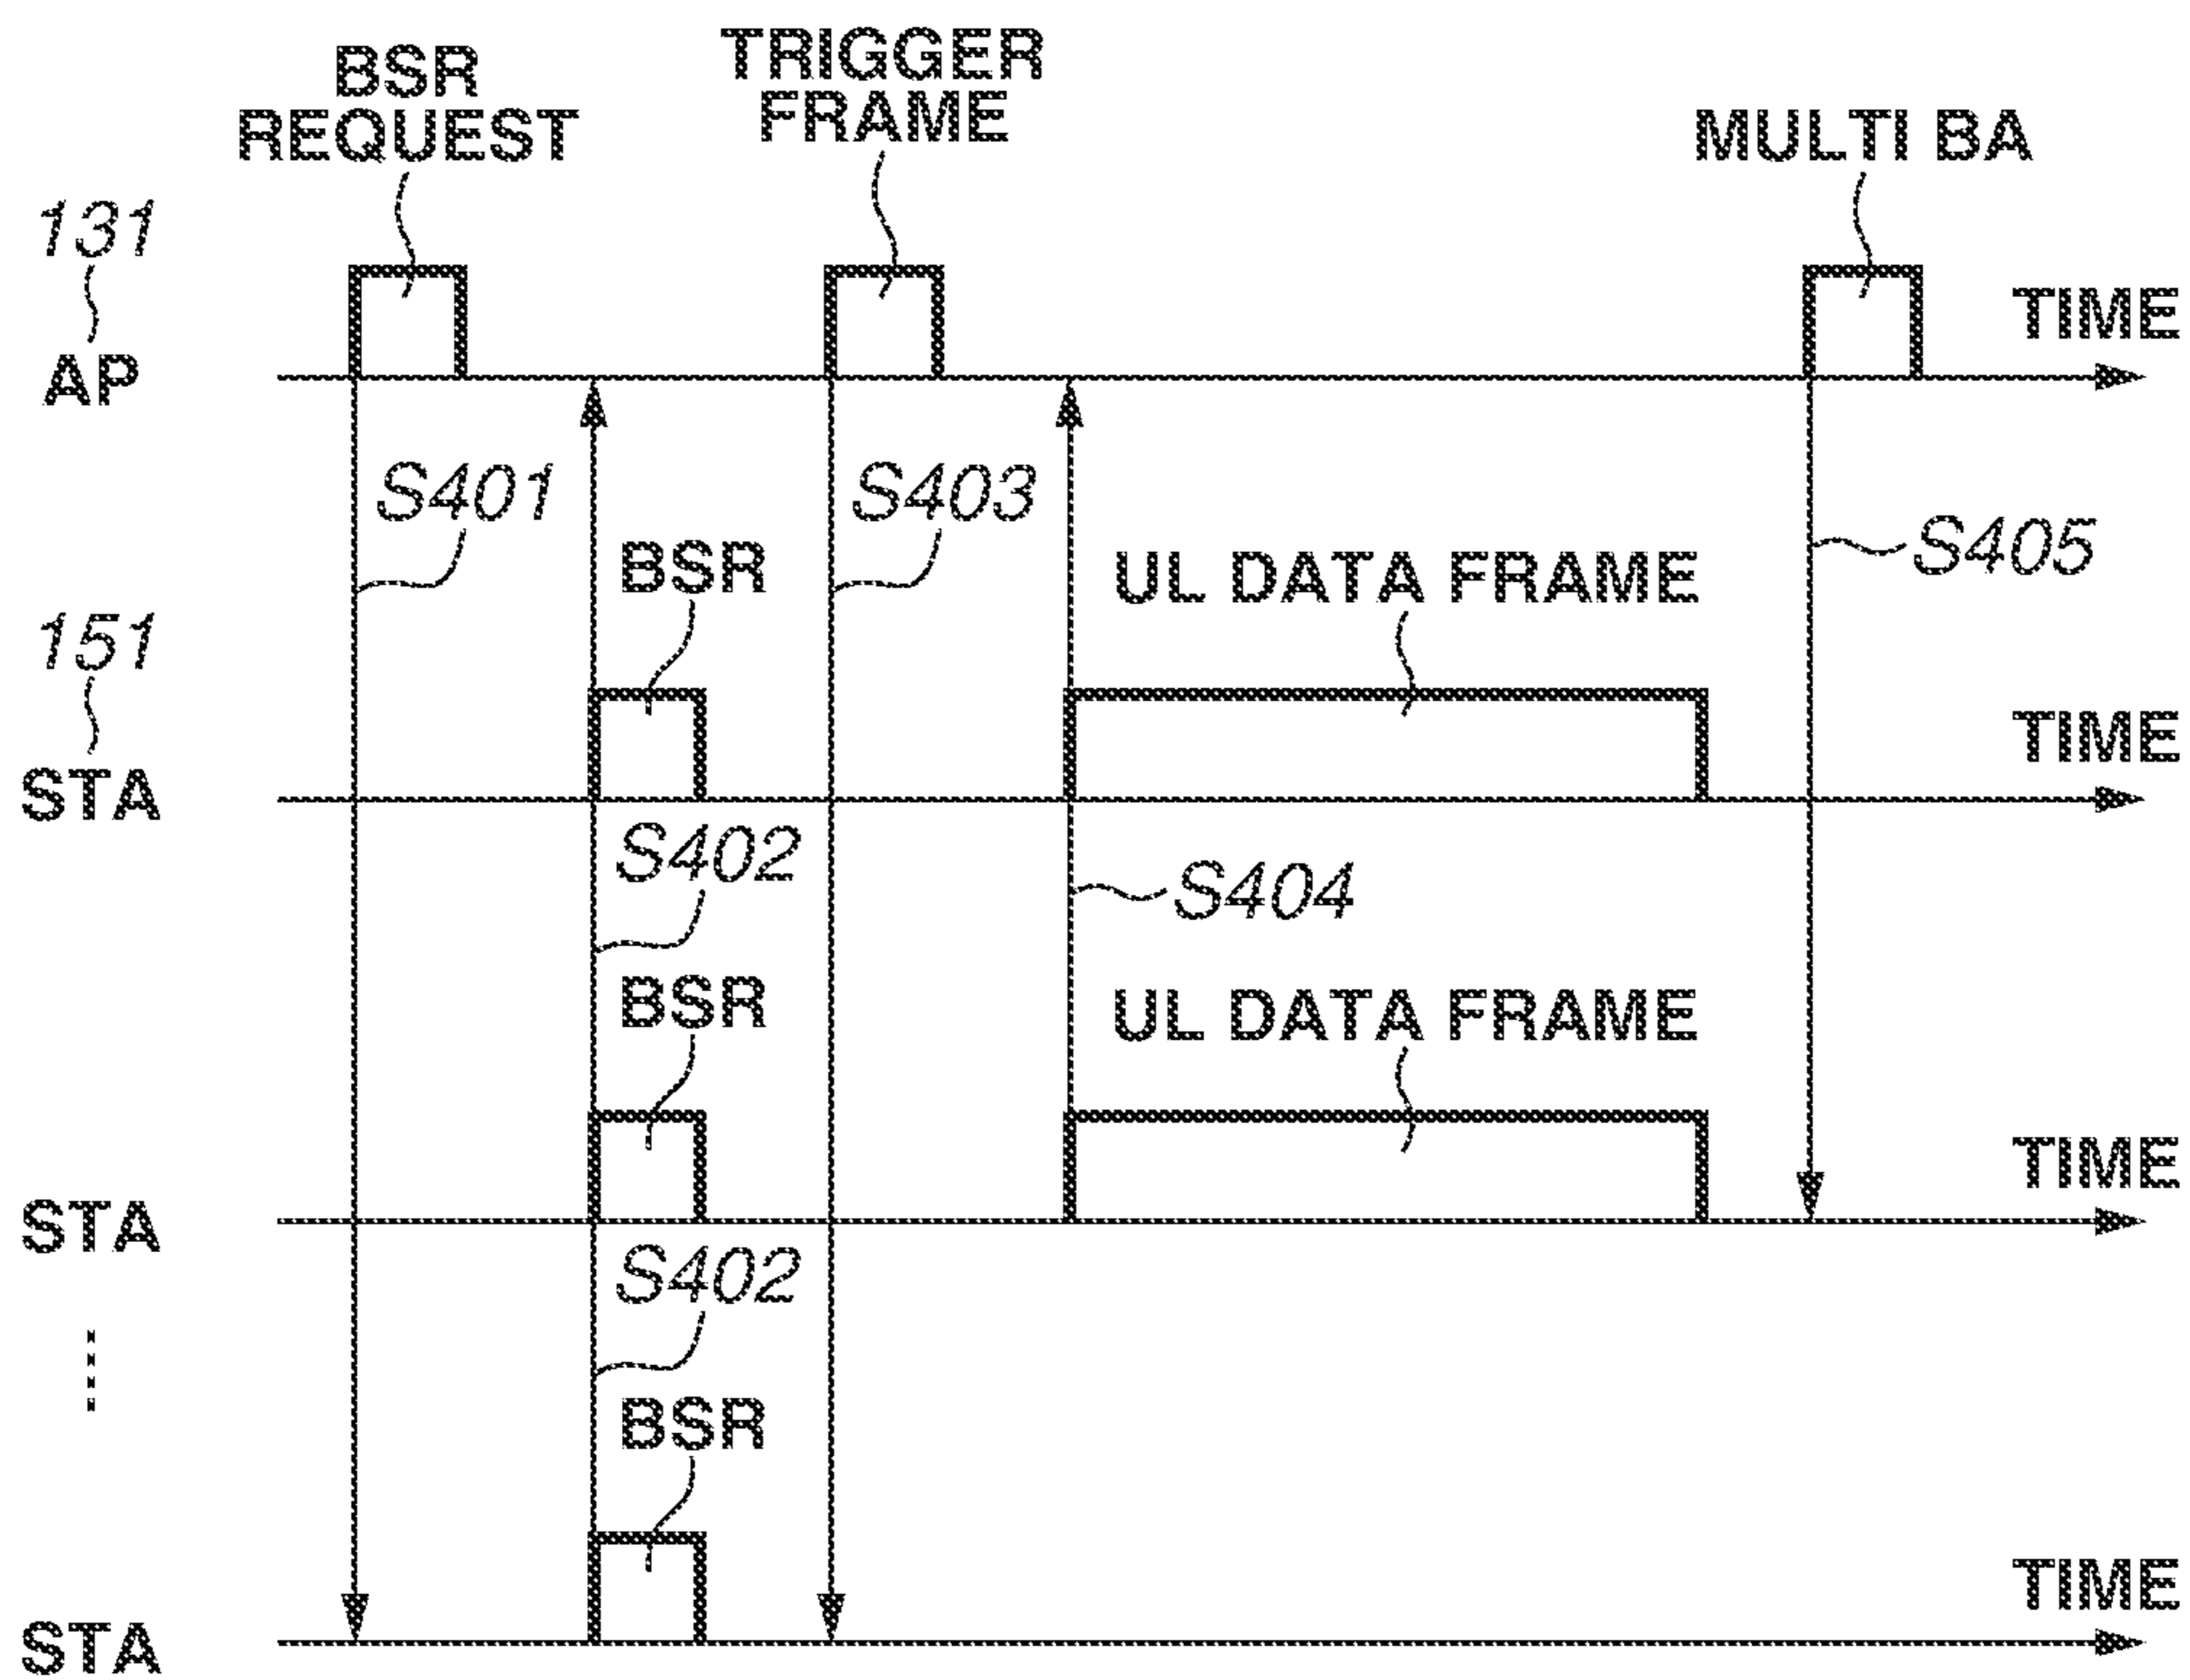 BSR
REQUEST
TRIGGER
FRAME
MULTI BA
131
AP
TIME
S401
S403
S405
BSR
UL DATA FRAME
151
STA
TIME
S402
S404
BSR
UL DATA FRAME
STA
TIME
S402
BSR
STA
TIME